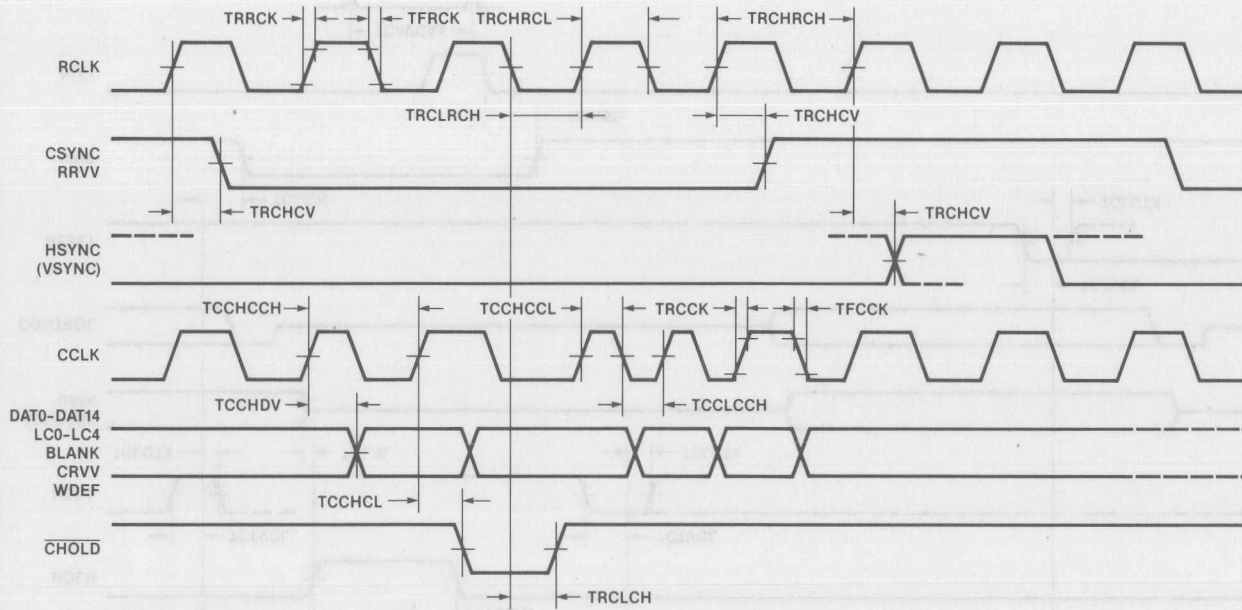 TRRCK TFRCK TRCHRCL TRCHRCH
RCLK
TRCLRCH TRCHCV
CSYNC
RRVV
TRCHCV TRCHCV
HSYNC
(VSYNC)
TCCHCCH TCCHCCL TRCCK TFCCK
CCLK
TCCHDV TCCLCCH
DAT0-DAT14
LC0-LC4
BLANK
CRVV
WDEF
TCCHCL
CHOLD
TRCLCH